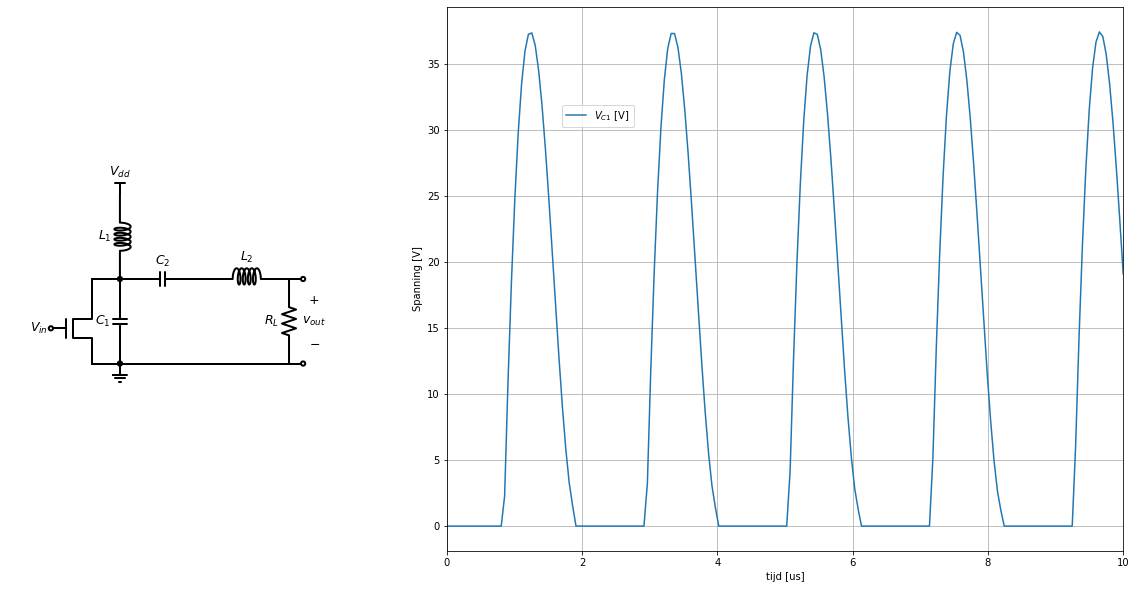 V_dd
L_1
C_2
L_2
V_in
C_1
R_L
+
v_out
−
V_C1 [V]
Spanning [V]
35
30
25
20
15
10
5
0
0 2 4 6 8 10
tijd [us]